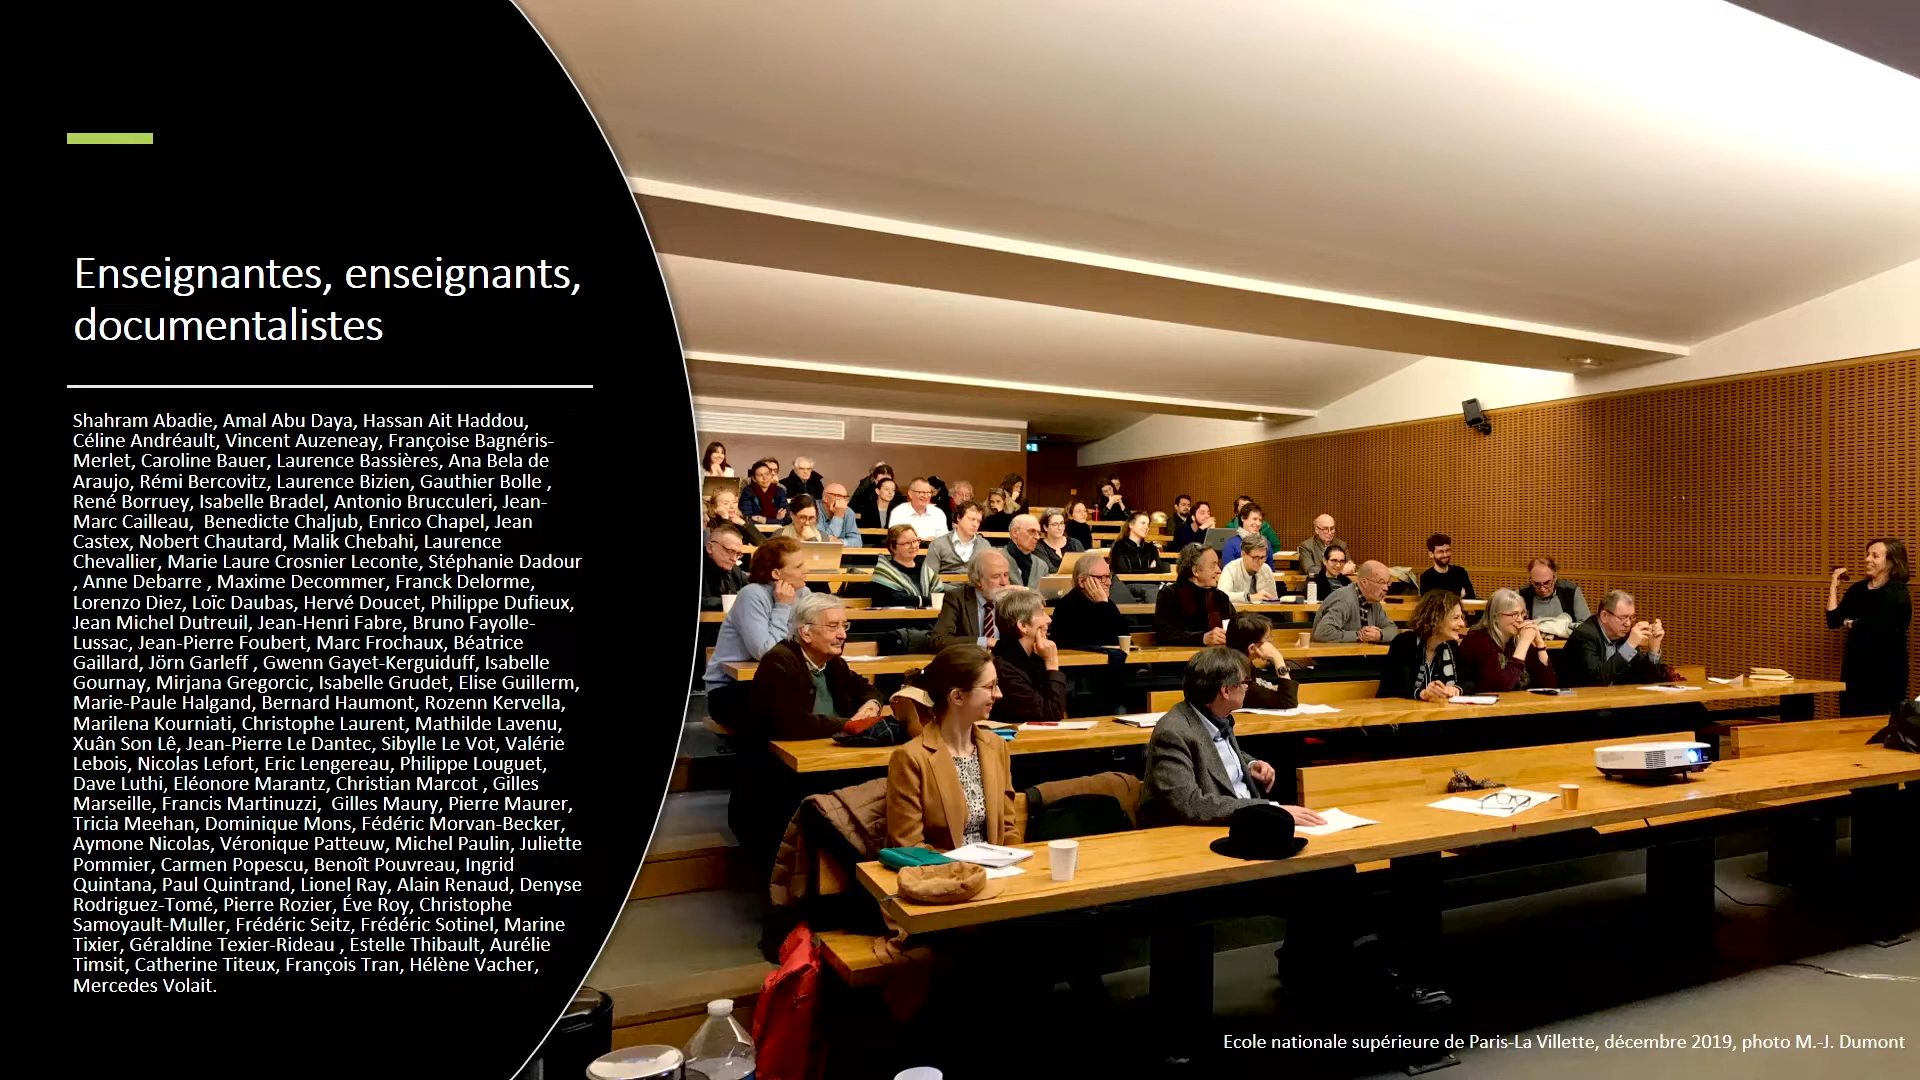 Enseignantes, enseignants,
documentalistes
Shahram Abadie, Amal Abu Daya, Hassan Ait Haddou,
Céline Andréault, Vincent Auzeneay, Françoise Bagnéris-
Merlet, Caroline Bauer, Laurence Bassières, Ana Bela de
Araujo, Rémi Bercovitz, Laurence Bizien, Gauthier Bolle ,
René Borruey, Isabelle Bradel, Antonio Brucculeri, Jean-
Marc Cailleau,  Benedicte Chaljub, Enrico Chapel, Jean
Castex, Nobert Chautard, Malik Chebahi, Laurence
Chevallier, Marie Laure Crosnier Leconte, Stéphanie Dadour
, Anne Debarre , Maxime Decommer, Franck Delorme,
Lorenzo Diez, Loïc Daubas, Hervé Doucet, Philippe Dufieux,
Jean Michel Dutreuil, Jean-Henri Fabre, Bruno Fayolle-
Lussac, Jean-Pierre Foubert, Marc Frochaux, Béatrice
Gaillard, Jörn Garleff , Gwenn Gayet-Kerguiduff, Isabelle
Gournay, Mirjana Gregorcic, Isabelle Grudet, Elise Guillerm,
Marie-Paule Halgand, Bernard Haumont, Rozenn Kervella,
Marilena Kourniati, Christophe Laurent, Mathilde Lavenu,
Xuân Son Lê, Jean-Pierre Le Dantec, Sibylle Le Vot, Valérie
Lebois, Nicolas Lefort, Eric Lengereau, Philippe Louguet,
Dave Luthi, Eléonore Marantz, Christian Marcot , Gilles
Marseille, Francis Martinuzzi,  Gilles Maury, Pierre Maurer,
Tricia Meehan, Dominique Mons, Fédéric Morvan-Becker,
Aymone Nicolas, Véronique Patteuw, Michel Paulin, Juliette
Pommier, Carmen Popescu, Benoît Pouvreau, Ingrid
Quintana, Paul Quintrand, Lionel Ray, Alain Renaud, Denyse
Rodriguez-Tomé, Pierre Rozier, Éve Roy, Christophe
Samoyault-Muller, Frédéric Seitz, Frédéric Sotinel, Marine
Tixier, Géraldine Texier-Rideau , Estelle Thibault, Aurélie
Timsit, Catherine Titeux, François Tran, Hélène Vacher,
Mercedes Volait.
Ecole nationale supérieure de Paris-La Villette, décembre 2019, photo M.-J. Dumont